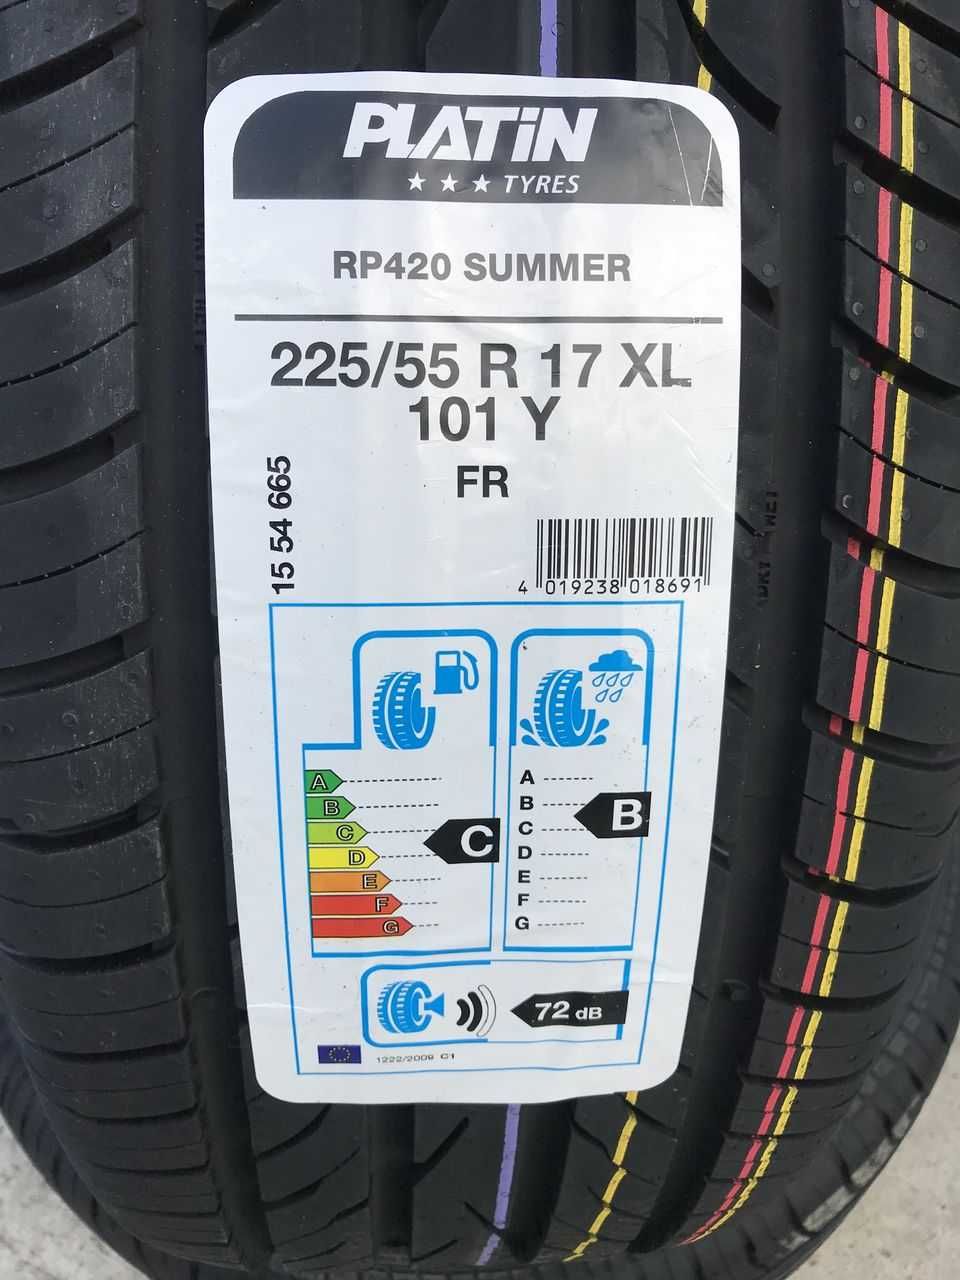 PLATiN
★ ★ ★ TYRES
RP420 SUMMER
225/55 R 17 XL
101 Y
FR
15 54 665
4 019238 018691
A
B
C
D
E
F
G
C
A
B
C
D
E
F
G
B
72 dB
1222/2009 C1